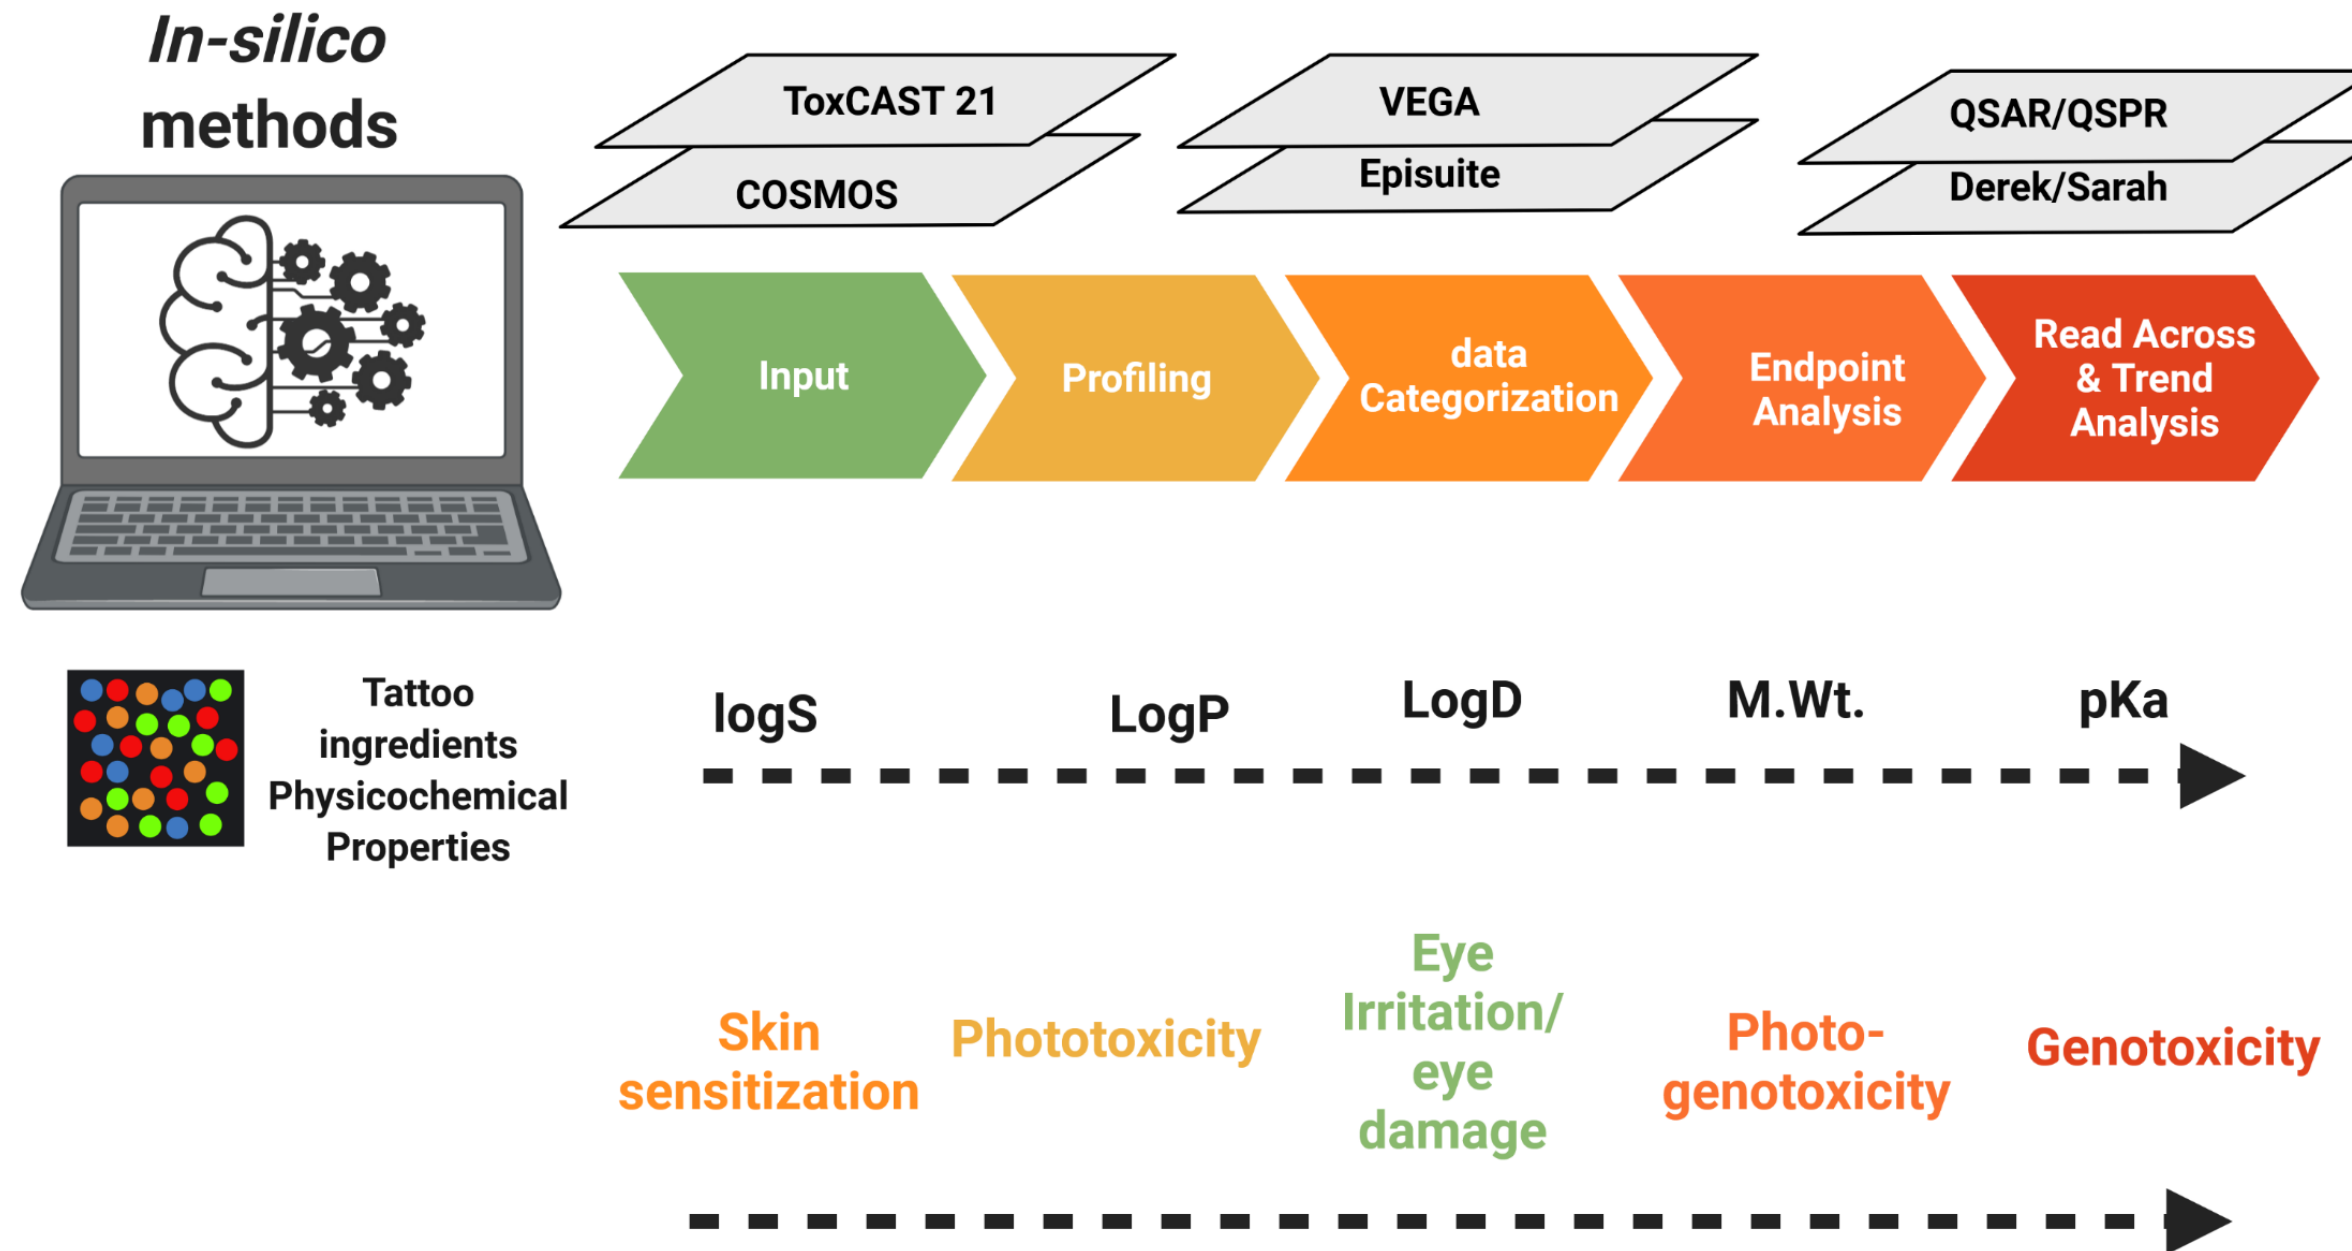 In-silico
methods
ToxCAST 21
COSMOS
VEGA
Episuite
QSAR/QSPR
Derek/Sarah
Input
Profiling
data
Categorization
Endpoint
Analysis
Read Across
& Trend
Analysis
Tattoo
ingredients
Physicochemical
Properties
logS
LogP
LogD
M.Wt.
pKa
Skin
sensitization
Phototoxicity
Eye
Irritation/
eye
damage
Photo-
genotoxicity
Genotoxicity